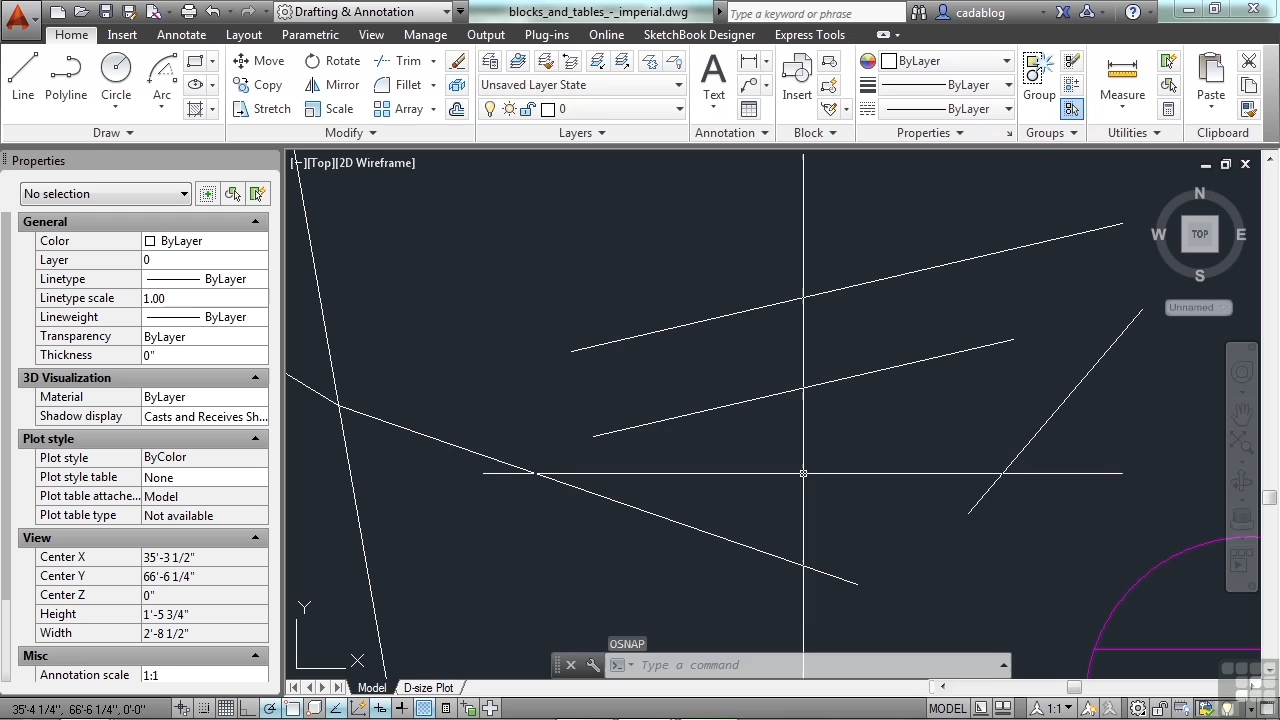 Drafting & Annotation
blocks_and_tables_-_imperial.dwg
Type a keyword or phrase
cadablog
Home Insert Annotate Layout Parametric View Manage Output Plug-ins Online SketchBook Designer Express Tools
Line Polyline Circle Arc
Draw
Move Rotate Trim
Copy Mirror Fillet
Stretch Scale Array
Modify
Unsaved Layer State
0
Layers
Text
Annotation
Insert
Block
ByLayer
ByLayer
ByLayer
Properties
Group
Groups
Measure
Utilities
Paste
Clipboard
Properties
No selection
General
Color ByLayer
Layer 0
Linetype ByLayer
Linetype scale 1.00
Lineweight ByLayer
Transparency ByLayer
Thickness 0"
3D Visualization
Material ByLayer
Shadow display Casts and Receives Sh...
Plot style
Plot style ByColor
Plot style table None
Plot table attache... Model
Plot table type Not available
View
Center X 35'-3 1/2"
Center Y 66'-6 1/4"
Center Z 0"
Height 1'-5 3/4"
Width 2'-8 1/2"
Misc
Annotation scale 1:1
[−][Top][2D Wireframe]
N
W TOP E
S
Unnamed
Y
X
OSNAP
Type a command
Model D-size Plot
35'-4 1/4", 66'-6 1/4", 0'-0"
MODEL 1:1